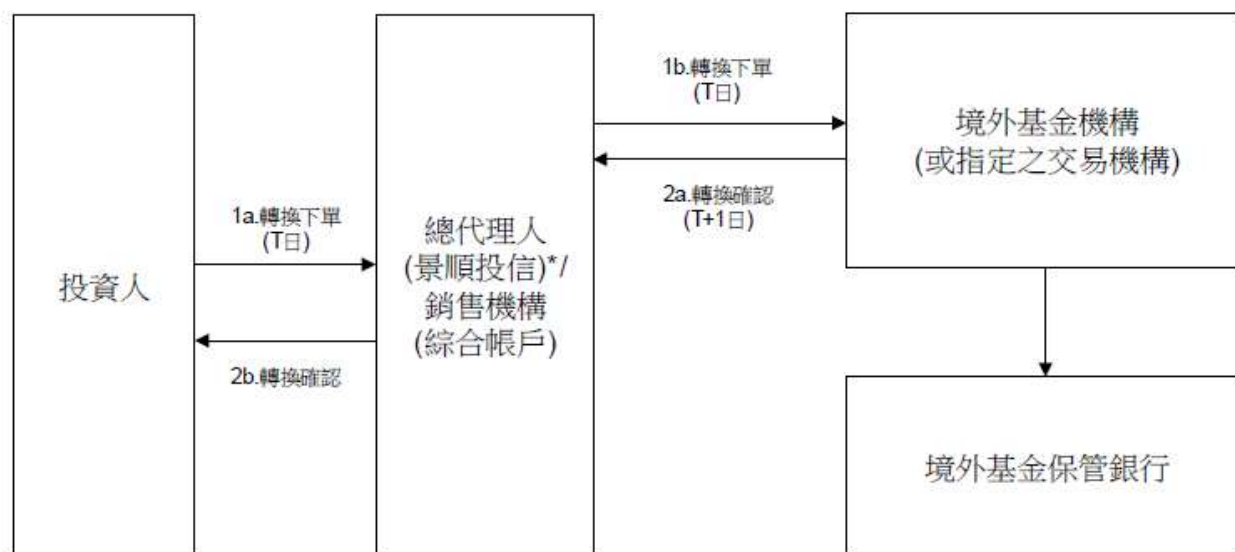 投資人
1a.轉換下單
(T日)
2b.轉換確認
總代理人
(景順投信)*/
銷售機構
(綜合帳戶)
1b.轉換下單
(T日)
2a.轉換確認
(T+1日)
境外基金機構
(或指定之交易機構)
境外基金保管銀行